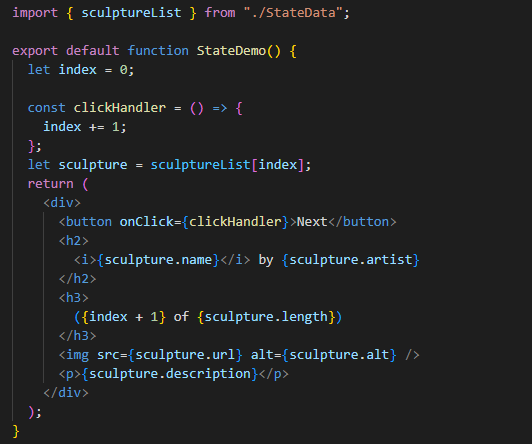 import { sculptureList } from "./StateData";

export default function StateDemo() {
  let index = 0;

  const clickHandler = () => {
    index += 1;
  };
  let sculpture = sculptureList[index];
  return (
    <div>
      <button onClick={clickHandler}>Next</button>
      <h2>
        <i>{sculpture.name}</i> by {sculpture.artist}
      </h2>
      <h3>
        ({index + 1} of {sculpture.length})
      </h3>
      <img src={sculpture.url} alt={sculpture.alt} />
      <p>{sculpture.description}</p>
    </div>
  );
}